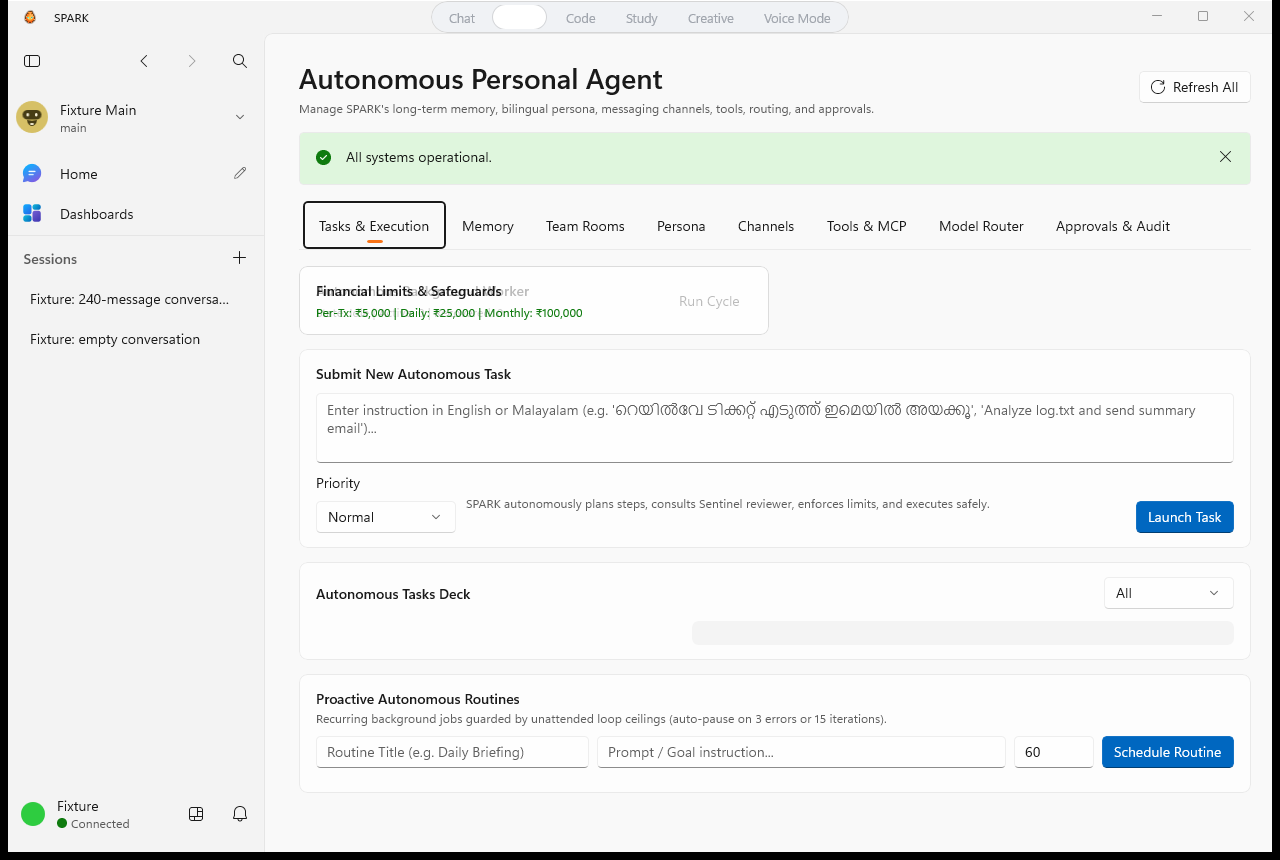 SPARK
Chat
Code
Study
Creative
Voice Mode
Fixture Main
main
Home
Dashboards
Sessions
Fixture: 240-message conversa...
Fixture: empty conversation
Fixture
Connected
Autonomous Personal Agent
Manage SPARK's long-term memory, bilingual persona, messaging channels, tools, routing, and approvals.
Refresh All
All systems operational.
Tasks & Execution
Memory
Team Rooms
Persona
Channels
Tools & MCP
Model Router
Approvals & Audit
Financial Limits & Safeguards
Per-Tx: ₹5,000 | Daily: ₹25,000 | Monthly: ₹100,000
Run Cycle
Submit New Autonomous Task
Enter instruction in English or Malayalam (e.g. 'റെയിൽവേ ടിക്കറ്റ് എടുത്ത് ഇമെയിൽ അയക്കൂ', 'Analyze log.txt and send summary
email')...
Priority
Normal
SPARK autonomously plans steps, consults Sentinel reviewer, enforces limits, and executes safely.
Launch Task
Autonomous Tasks Deck
All
Proactive Autonomous Routines
Recurring background jobs guarded by unattended loop ceilings (auto-pause on 3 errors or 15 iterations).
Routine Title (e.g. Daily Briefing)
Prompt / Goal instruction...
60
Schedule Routine